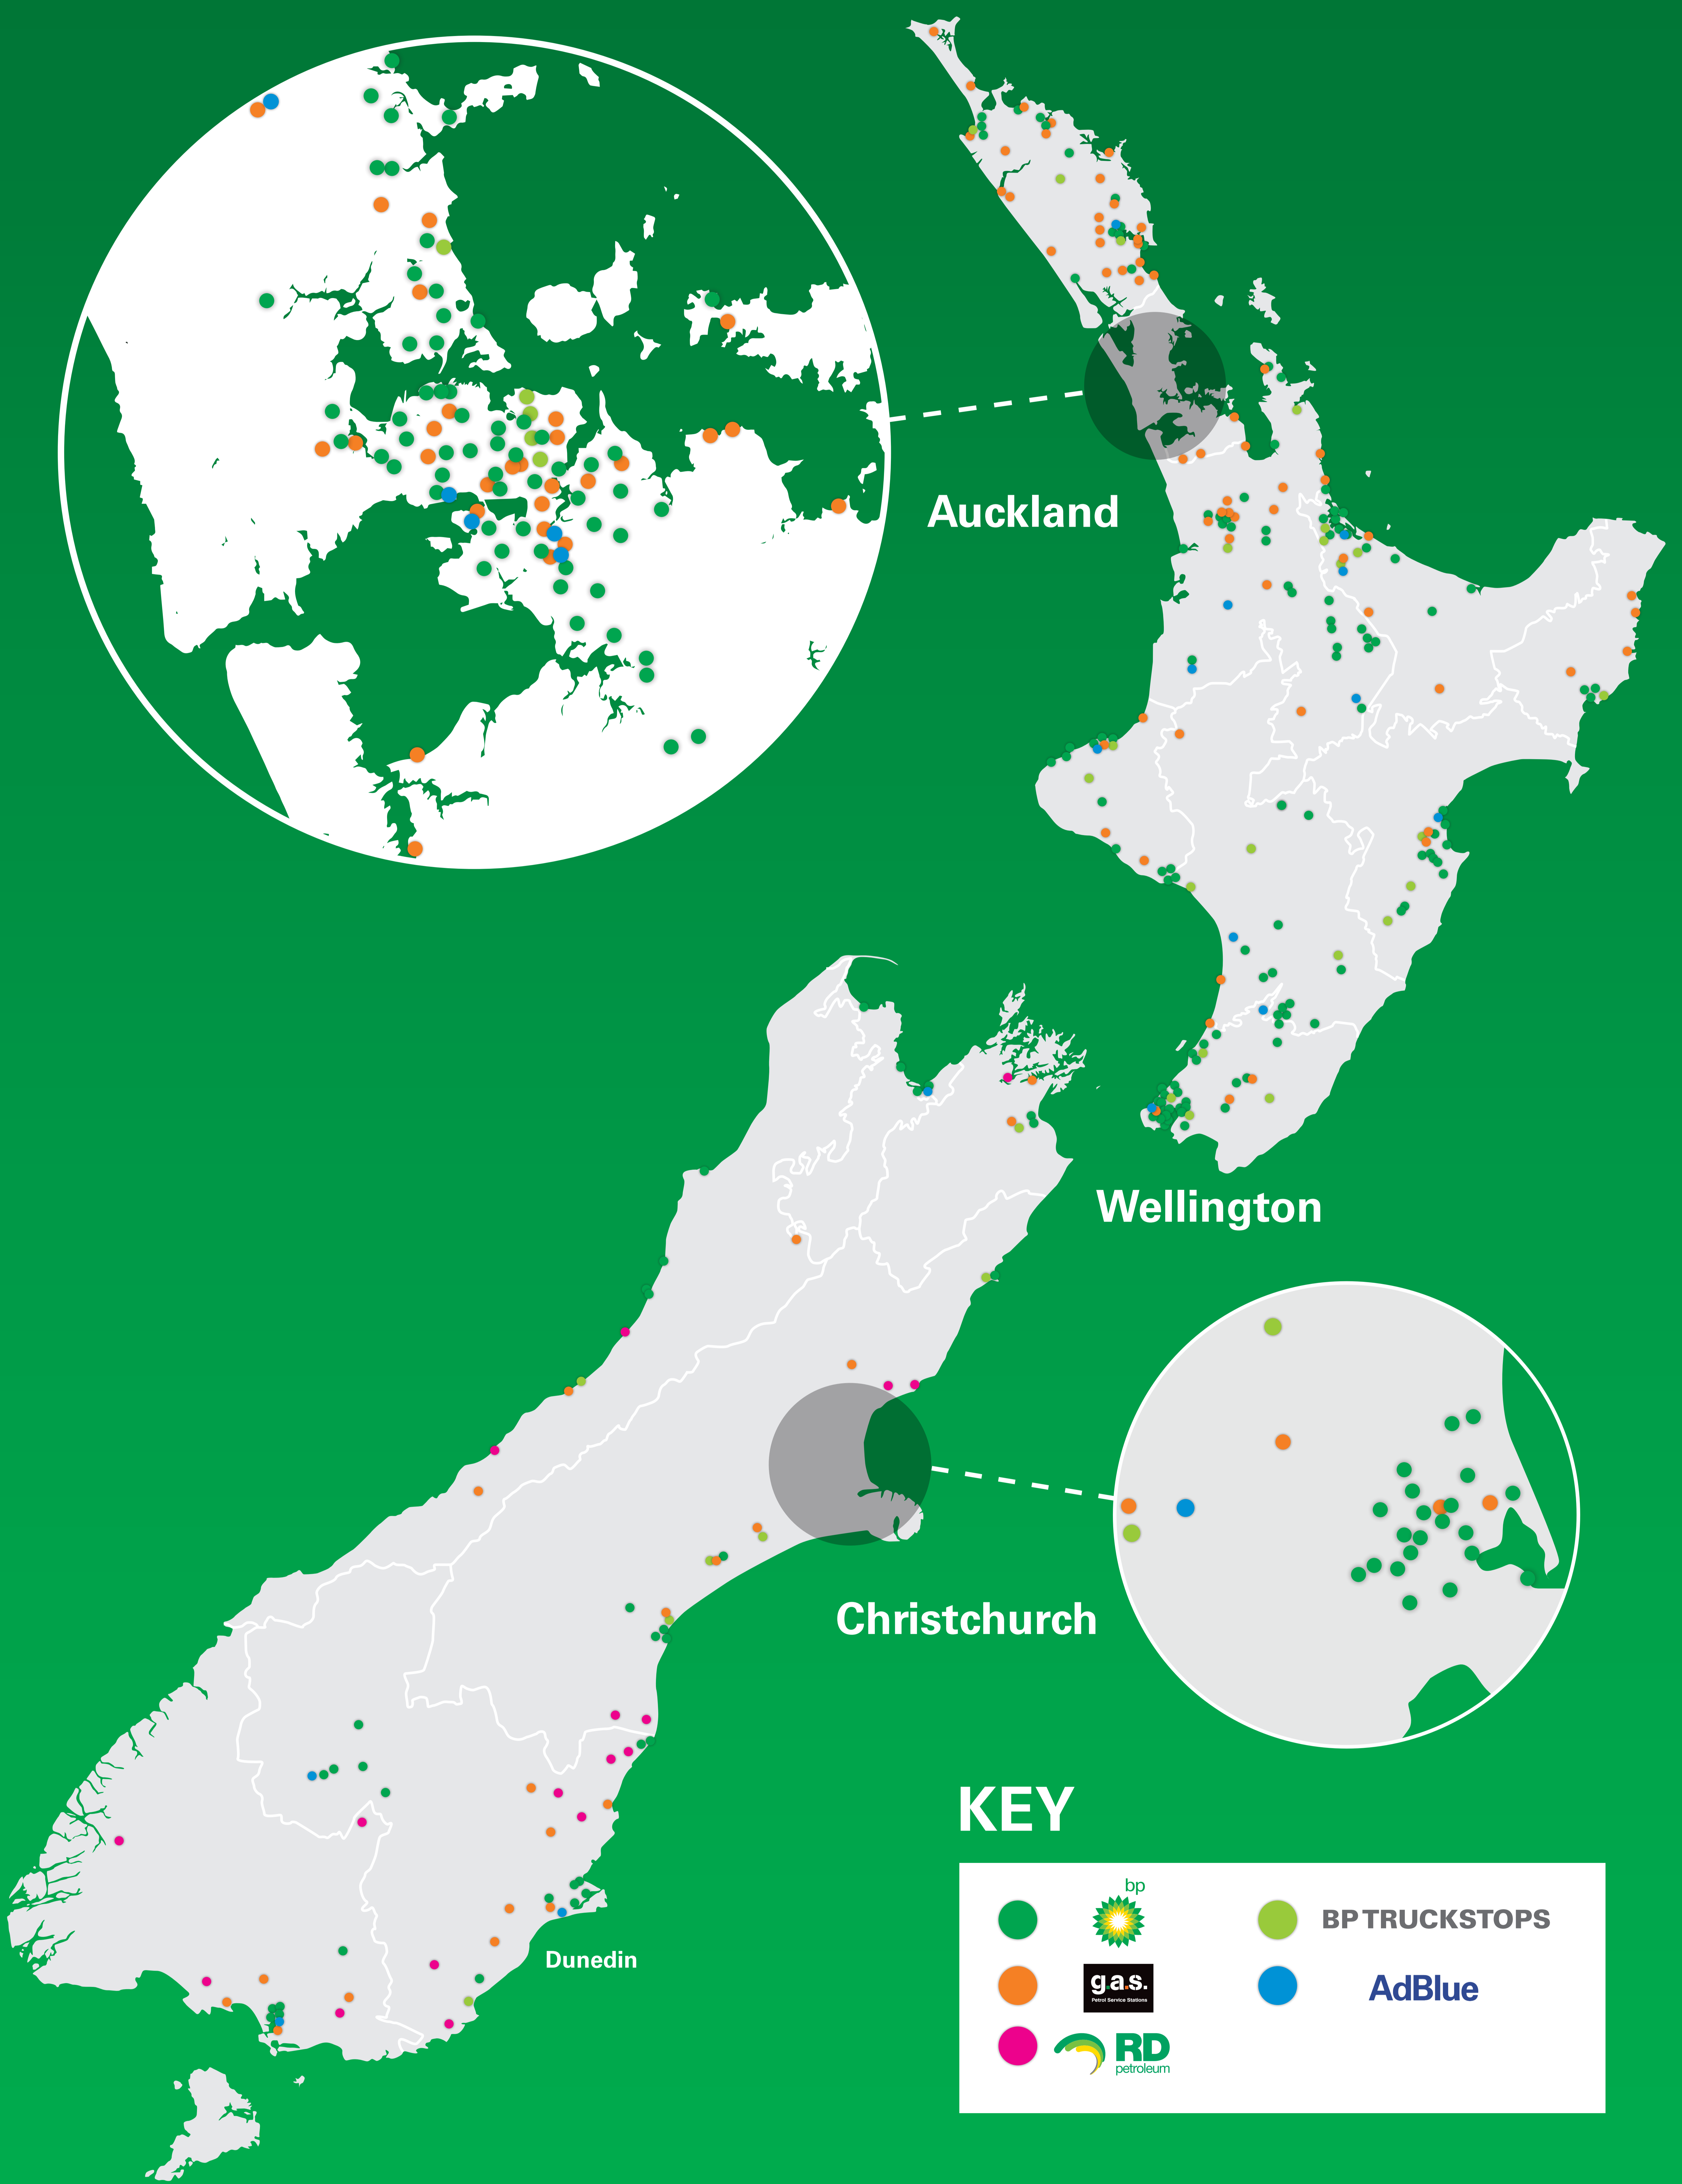 Auckland
Wellington
Christchurch
Dunedin
KEY
bp
BP TRUCKSTOPS
g.a.s.
Petrol Service Stations
AdBlue
RD
petroleum